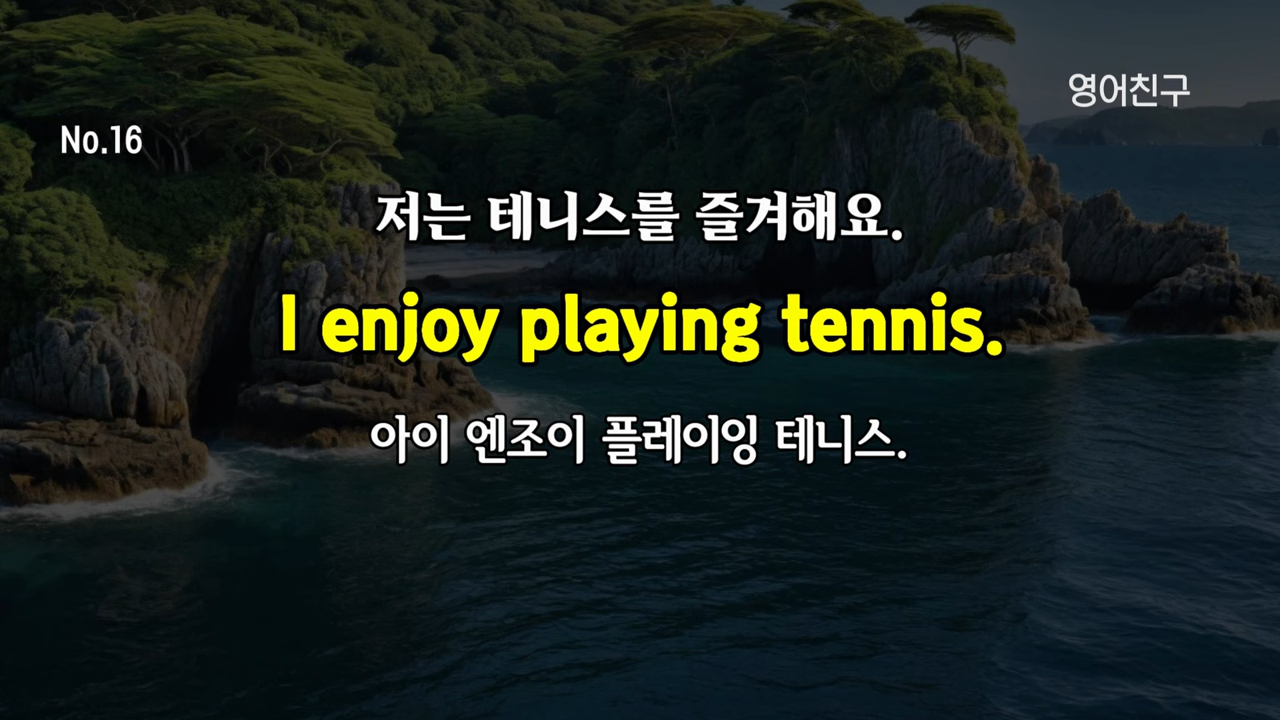 영어친구
No.16
저는 테니스를 즐겨해요.
I enjoy playing tennis.
아이 엔조이 플레이잉 테니스.